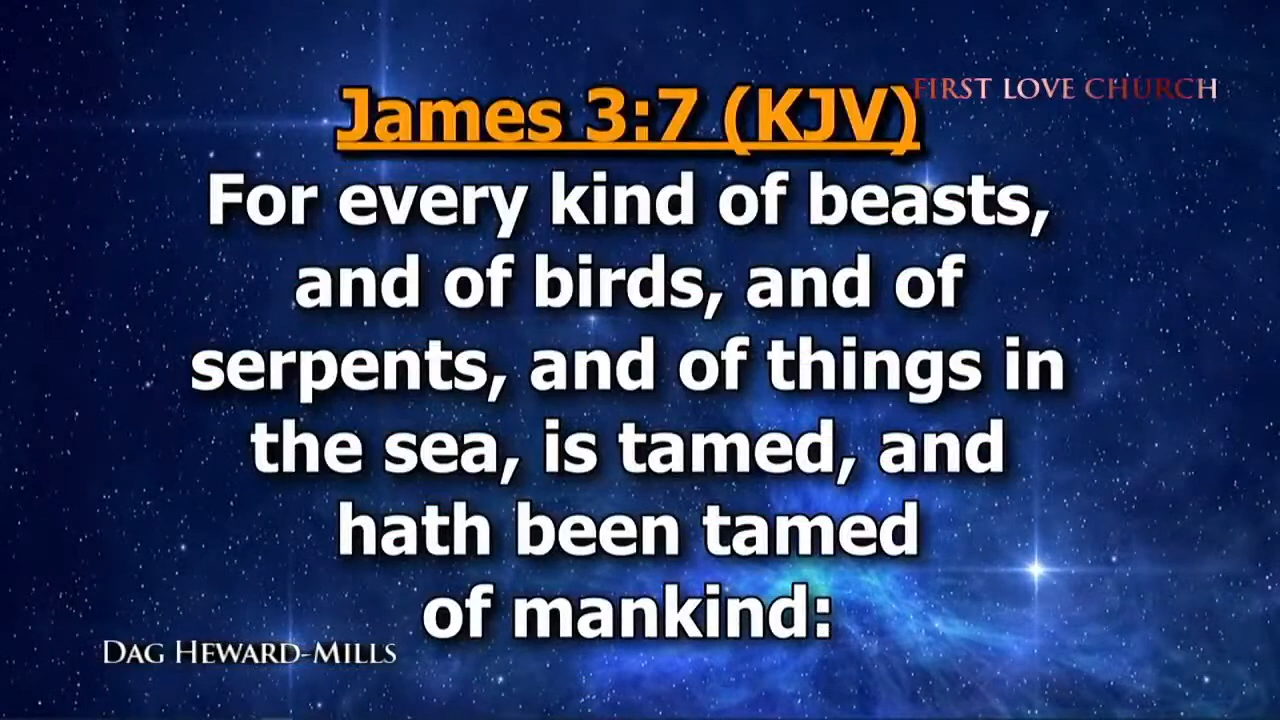 FIRST LOVE CHURCH
James 3:7 (KJV)
For every kind of beasts,
and of birds, and of
serpents, and of things in
the sea, is tamed, and
hath been tamed
of mankind:
DAG HEWARD-MILLS